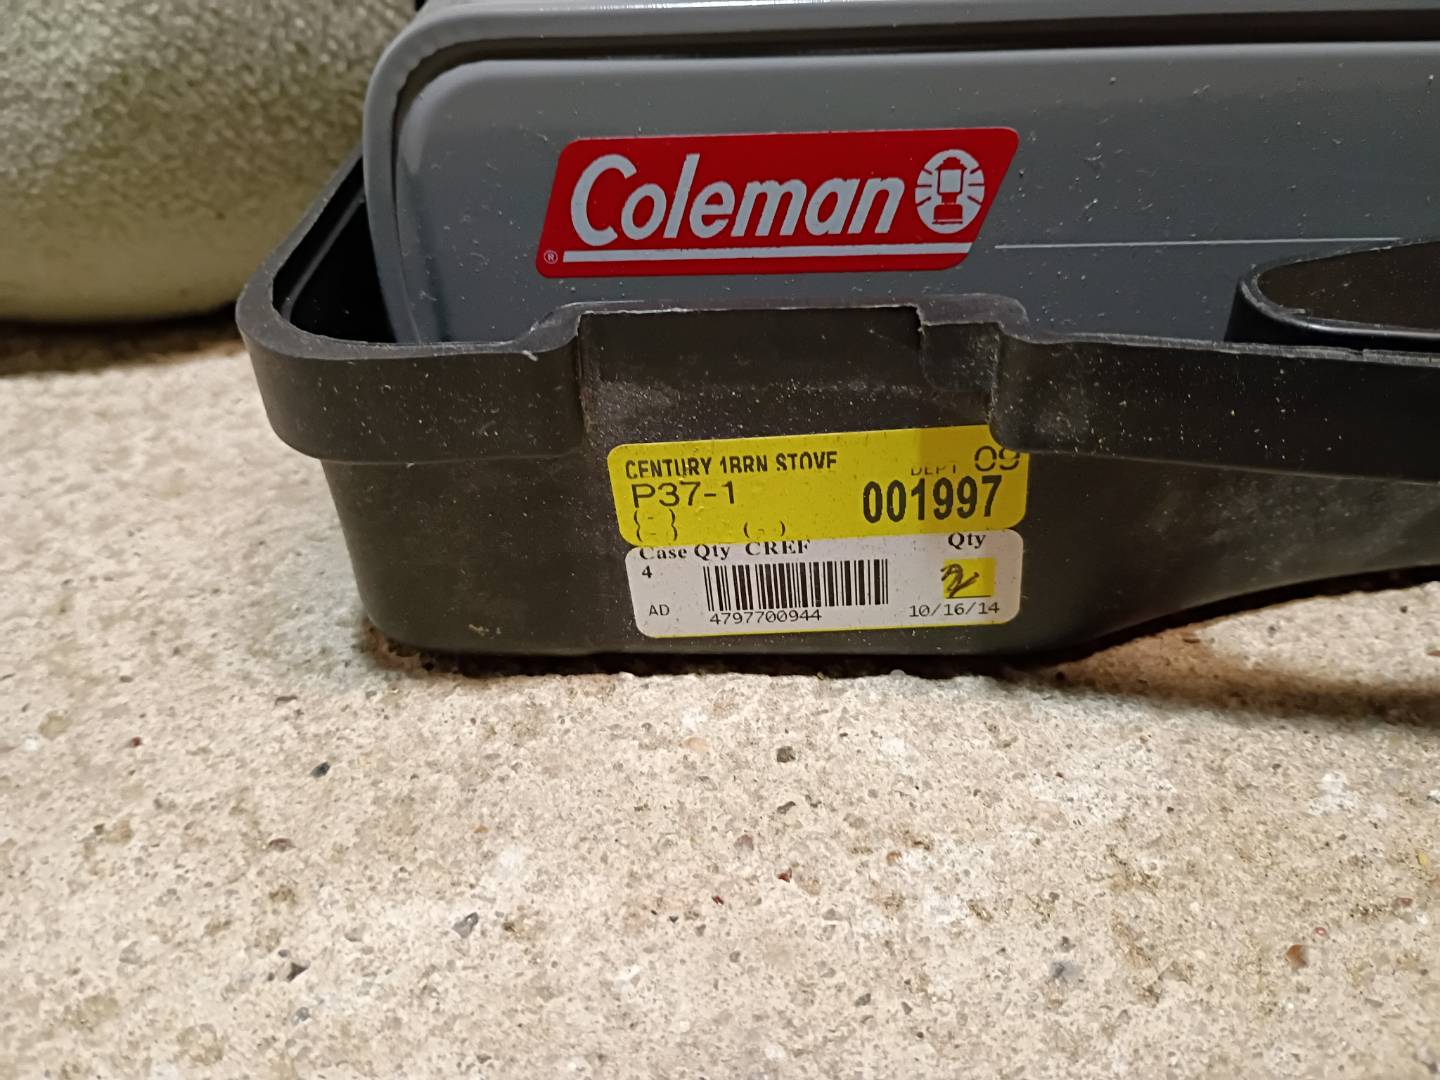 Coleman
®
CENTURY 1BRN STOVE DEPT 09
P37-1 001997
(- )
(- ) (- -)
Case Qty CREF Qty
4 2
AD 4797700944 10/16/14